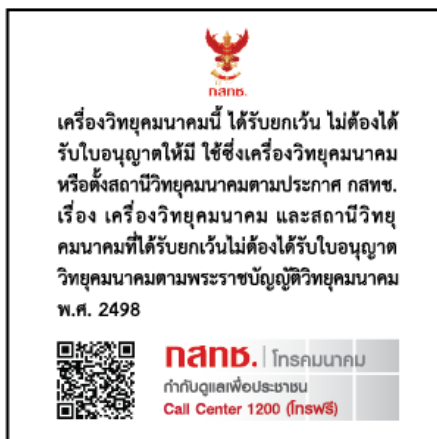 กสทช.
เครื่องวิทยุคมนาคมนี้ ได้รับยกเว้น ไม่ต้องได้
รับใบอนุญาตให้มี ใช้ซึ่งเครื่องวิทยุคมนาคม
หรือตั้งสถานีวิทยุคมนาคมตามประกาศ กสทช.
เรื่อง เครื่องวิทยุคมนาคม และสถานีวิทยุ
คมนาคมที่ได้รับยกเว้นไม่ต้องได้รับใบอนุญาต
วิทยุคมนาคมตามพระราชบัญญัติวิทยุคมนาคม
พ.ศ. 2498
กสทช. | โทรคมนาคม
กำกับดูแลเพื่อประชาชน
Call Center 1200 (โทรฟรี)